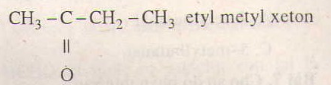 CH₃ – C – CH₂ – CH₃ etyl metyl xeton
||
O